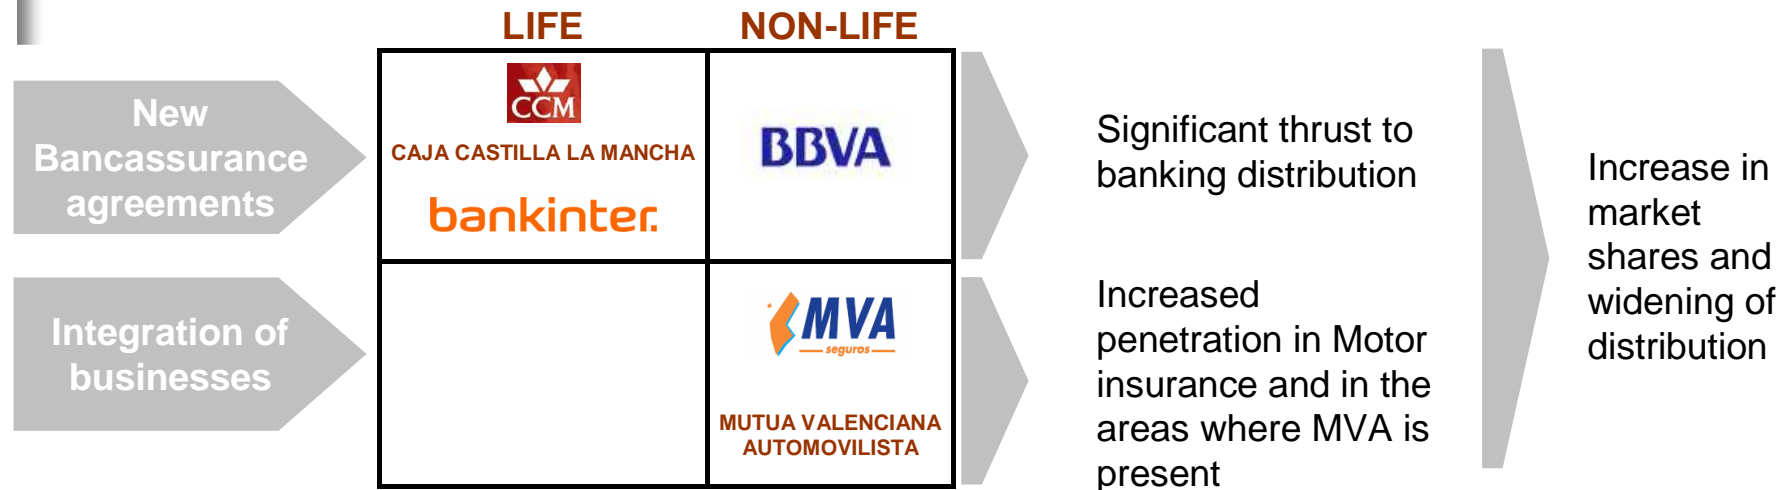 LIFE
NON-LIFE
New
Bancassurance
agreements
CCM
CAJA CASTILLA LA MANCHA
bankinter.
BBVA
Significant thrust to
banking distribution
Integration of
businesses
MVA
seguros
MUTUA VALENCIANA
AUTOMOVILISTA
Increased
penetration in Motor
insurance and in the
areas where MVA is
present
Increase in
market
shares and
widening of
distribution